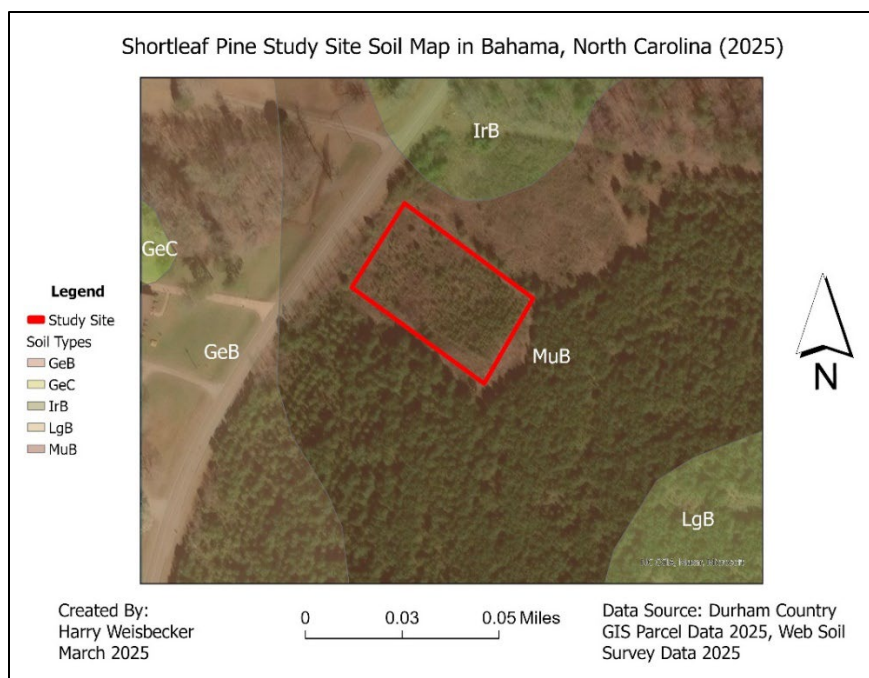 Shortleaf Pine Study Site Soil Map in Bahama, North Carolina (2025)
IrB
GeC
GeB
MuB
LgB
Legend
Study Site
Soil Types
GeB
GeC
IrB
LgB
MuB
N
Created By:
Harry Weisbecker
March 2025
0 0.03 0.05 Miles
Data Source: Durham Country
GIS Parcel Data 2025, Web Soil
Survey Data 2025